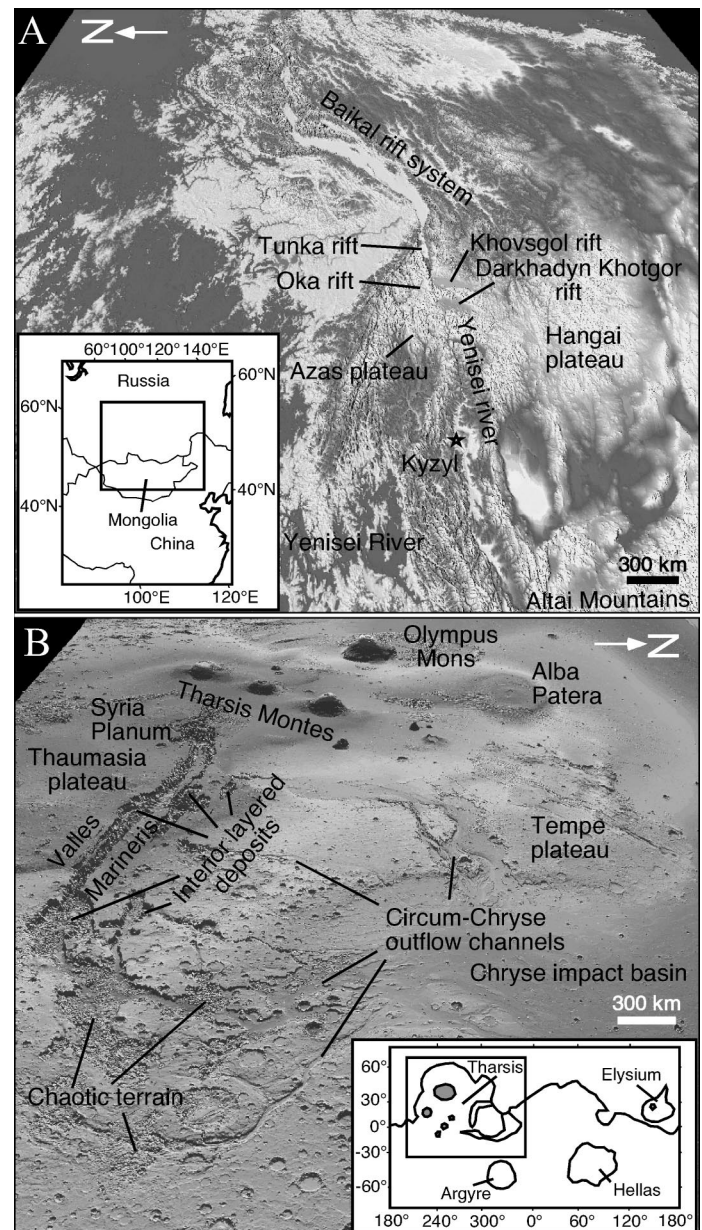 A
N
Baikal rift system
Tunka rift
Khovsgol rift
Oka rift
Darkhadyn Khotgor
rift
Hangai
plateau
Azas plateau
Yenisei river
Kyzyl
Yenisei River
300 km
Altai Mountains
60°100°120°140°E
Russia
60°N
60°N
40°N
40°N
Mongolia
China
100°E
120°E
B
N
Olympus
Mons
Alba
Patera
Tharsis Montes
Syria
Planum
Thaumasia
plateau
Valles
Marineris
Interior layered
deposits
Tempe
plateau
Circum-Chryse
outflow channels
Chryse impact basin
300 km
Chaotic terrain
60°
30°
0°
-30°
-60°
Tharsis
Elysium
Argyre
Hellas
180°
240°
300°
0°
60°
120°
180°